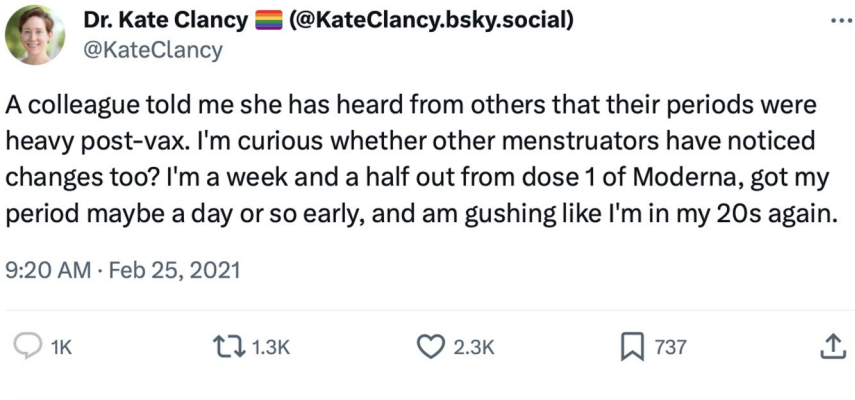 Dr. Kate Clancy 🏳️‍🌈 (@KateClancy.bsky.social)
@KateClancy
A colleague told me she has heard from others that their periods were
heavy post-vax. I'm curious whether other menstruators have noticed
changes too? I'm a week and a half out from dose 1 of Moderna, got my
period maybe a day or so early, and am gushing like I'm in my 20s again.
9:20 AM · Feb 25, 2021
1K 1.3K 2.3K 737